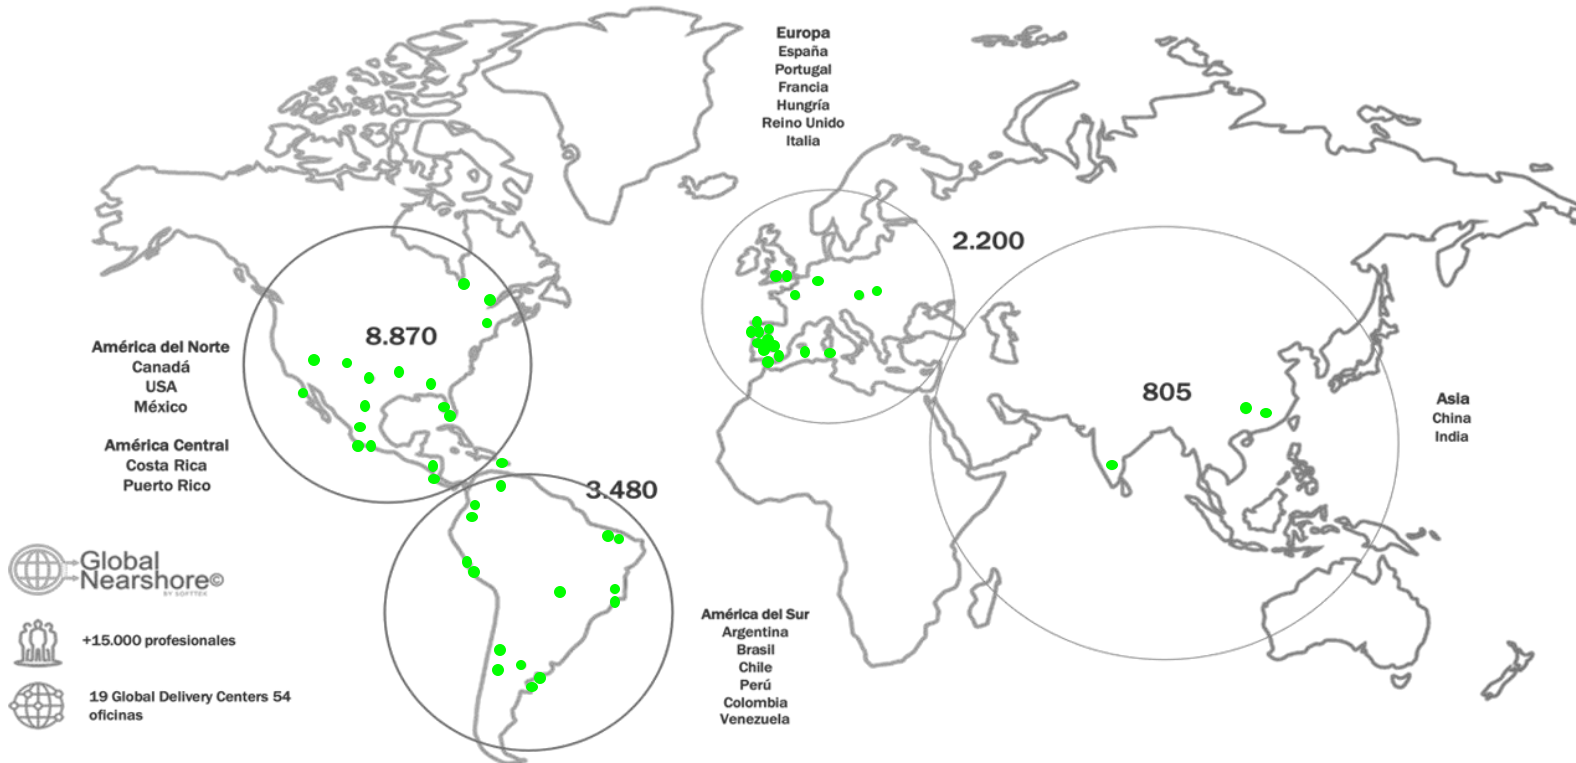 Europa
España
Portugal
Francia
Hungría
Reino Unido
Italia
2.200
8.870
América del Norte
Canadá
USA
México
América Central
Costa Rica
Puerto Rico
805
Asia
China
India
3.480
Global
Nearshore©
BY SOFTTEK
+15.000 profesionales
19 Global Delivery Centers 54
oficinas
América del Sur
Argentina
Brasil
Chile
Perú
Colombia
Venezuela